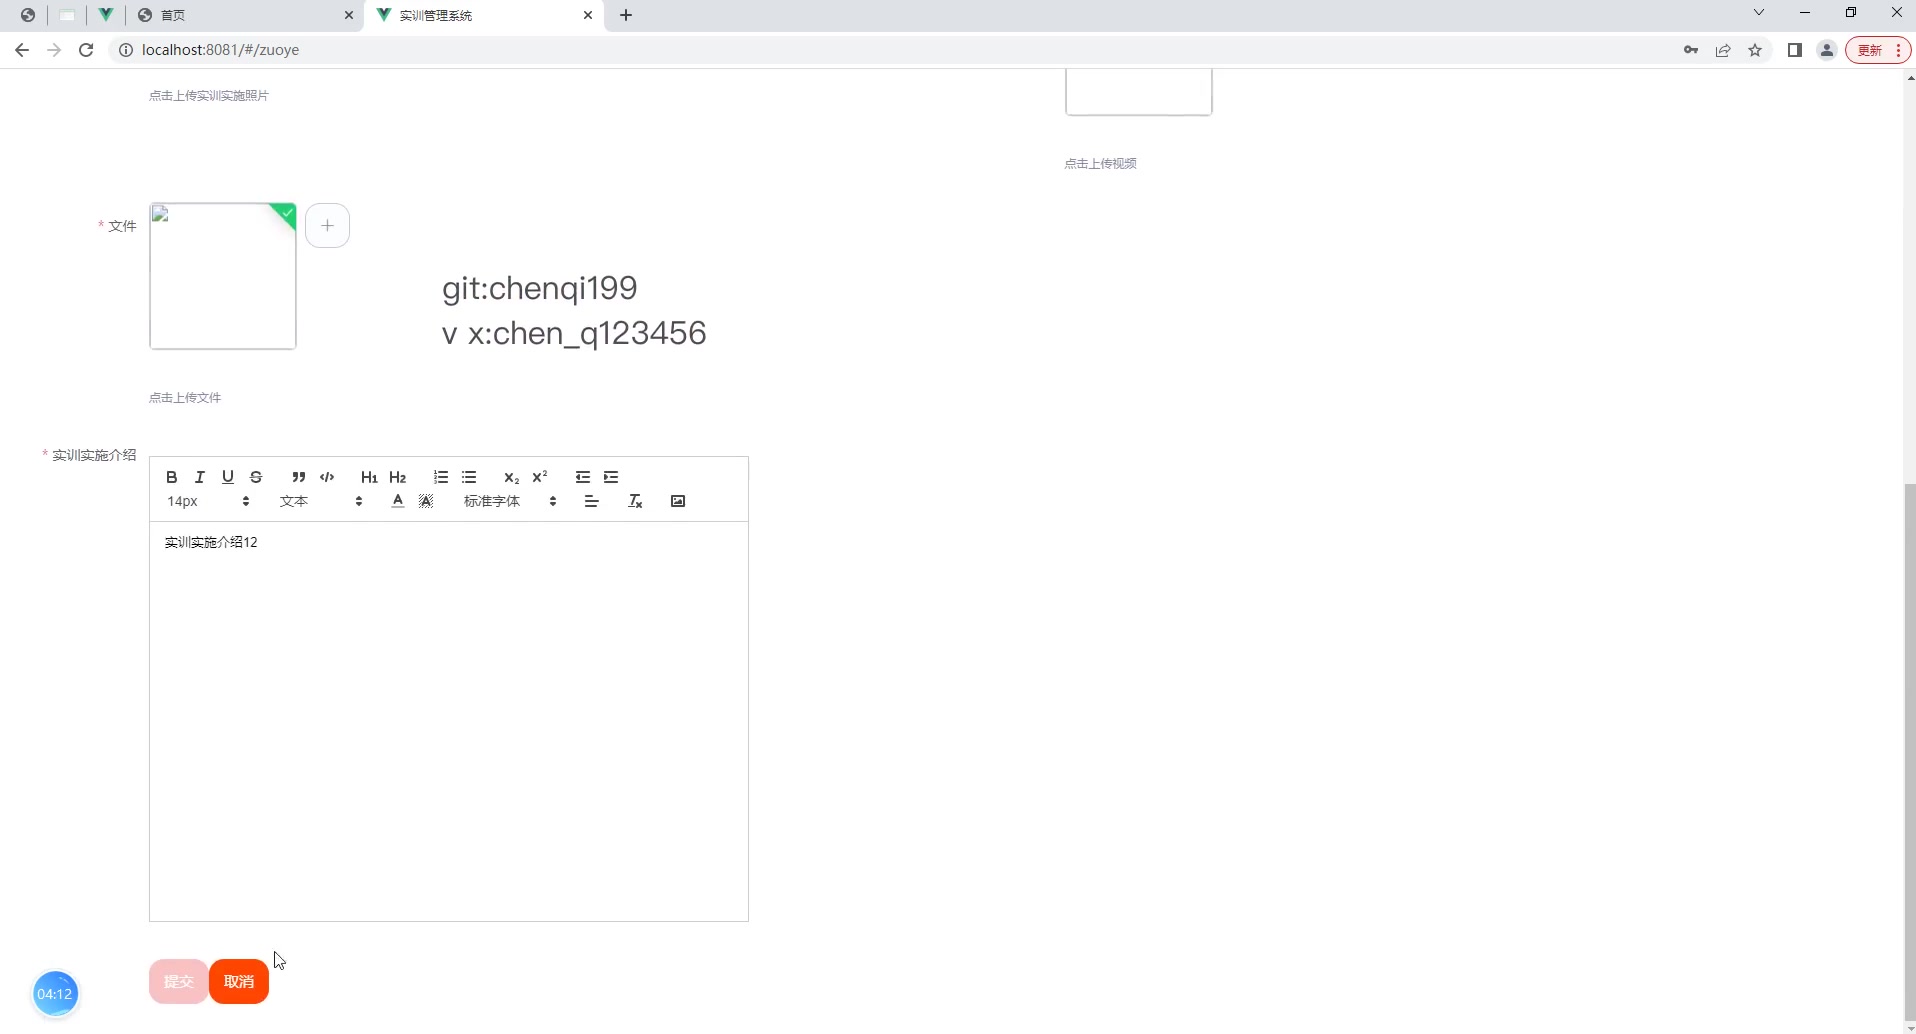 首页
实训管理系统
localhost:8081/#/zuoye
更新
点击上传实训实施照片
点击上传视频
* 文件
git:chenqi199
v x:chen_q123456
点击上传文件
* 实训实施介绍
B I U S H1 H2 X2 X2
14px 文本 A A 标准字体 Tx
实训实施介绍12
提交 取消
04:12